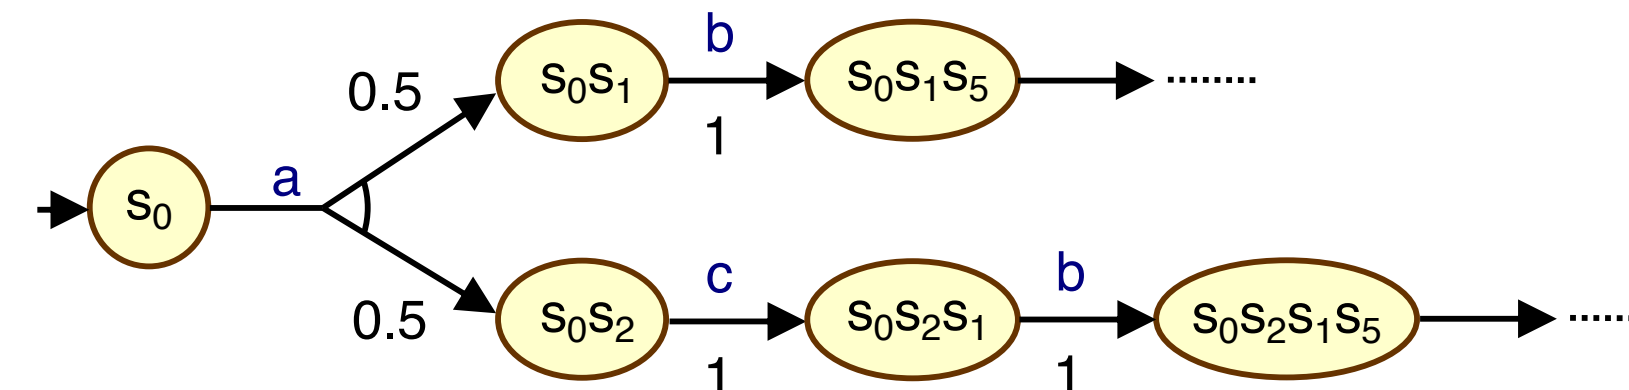 b
0.5
s₀s₁
s₀s₁s₅
........
1
a
s₀
0.5
c
b
s₀s₂
s₀s₂s₁
s₀s₂s₁s₅
......
1
1